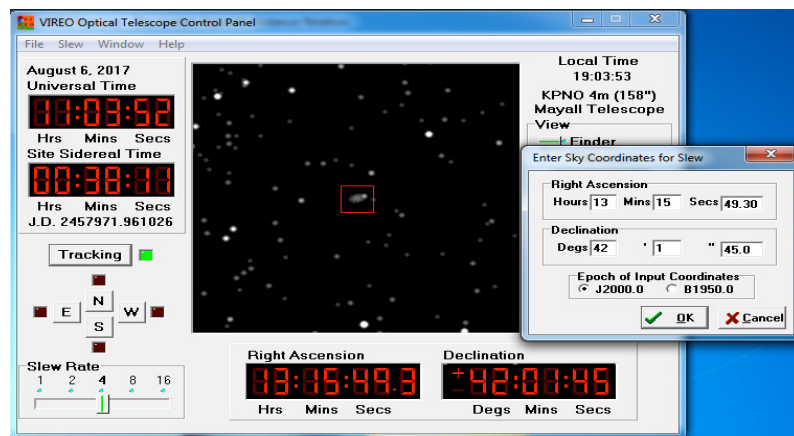 VIREO Optical Telescope Control Panel
File Slew Window Help
August 6, 2017
Universal Time
11:03:52
Hrs Mins Secs
Site Sidereal Time
00:38:11
Hrs Mins Secs
J.D. 2457971.961026
Tracking
N
E W
S
Slew Rate
1 2 4 8 16
Local Time
19:03:53
KPNO 4m (158")
Mayall Telescope
View
Finder
Enter Sky Coordinates for Slew
Right Ascension
Hours 13 Mins 15 Secs 49.30
Declination
Degs 42 ' 1 " 45.0
Epoch of Input Coordinates
J2000.0 B1950.0
OK Cancel
Right Ascension
13:15:49.3
Hrs Mins Secs
Declination
+42:01:45
Degs Mins Secs